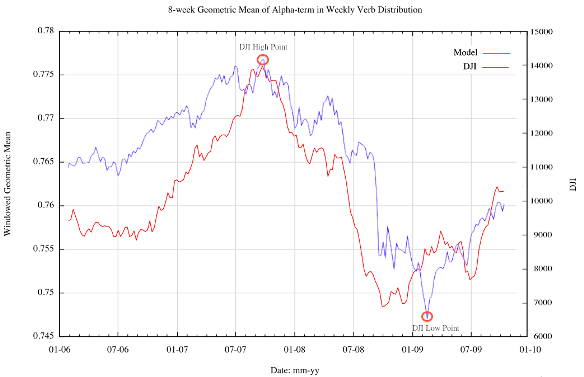 8-week Geometric Mean of Alpha-term in Weekly Verb Distribution
0.78
0.775
0.77
0.765
0.76
0.755
0.75
0.745
Windowed Geometric Mean
DJI High Point
Model
DJI
DJI Low Point
15000
14000
13000
12000
11000
10000
9000
8000
7000
6000
DJI
01-06 07-06 01-07 07-07 01-08 07-08 01-09 07-09 01-10
Date: mm-yy